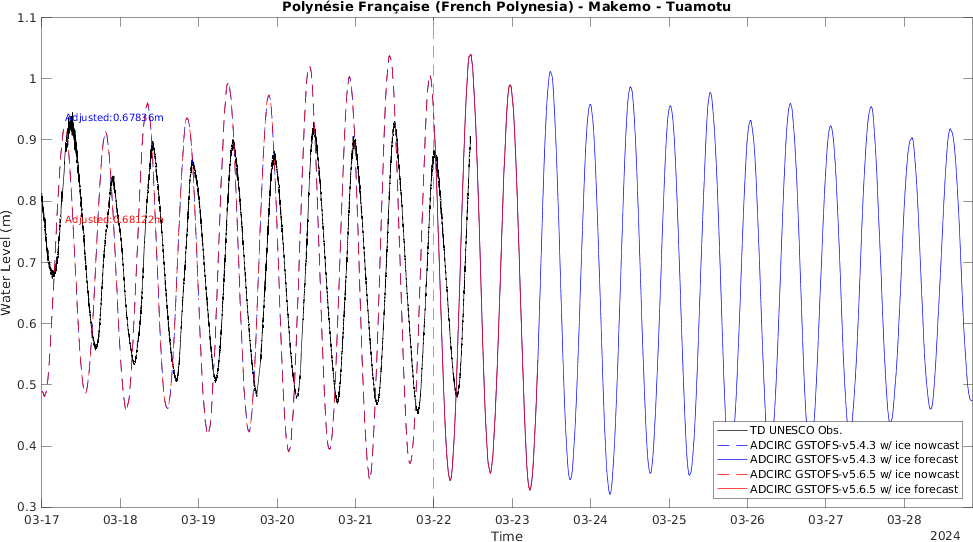 Polynésie Française (French Polynesia) - Makemo - Tuamotu
Water Level (m)
1.1
1
0.9
0.8
0.7
0.6
0.5
0.4
0.3
Adjusted:0.67836m
Adjusted:0.68122m
TD UNESCO Obs.
ADCIRC GSTOFS-v5.4.3 w/ ice nowcast
ADCIRC GSTOFS-v5.4.3 w/ ice forecast
ADCIRC GSTOFS-v5.6.5 w/ ice nowcast
ADCIRC GSTOFS-v5.6.5 w/ ice forecast
03-17 03-18 03-19 03-20 03-21 03-22 03-23 03-24 03-25 03-26 03-27 03-28
Time
2024